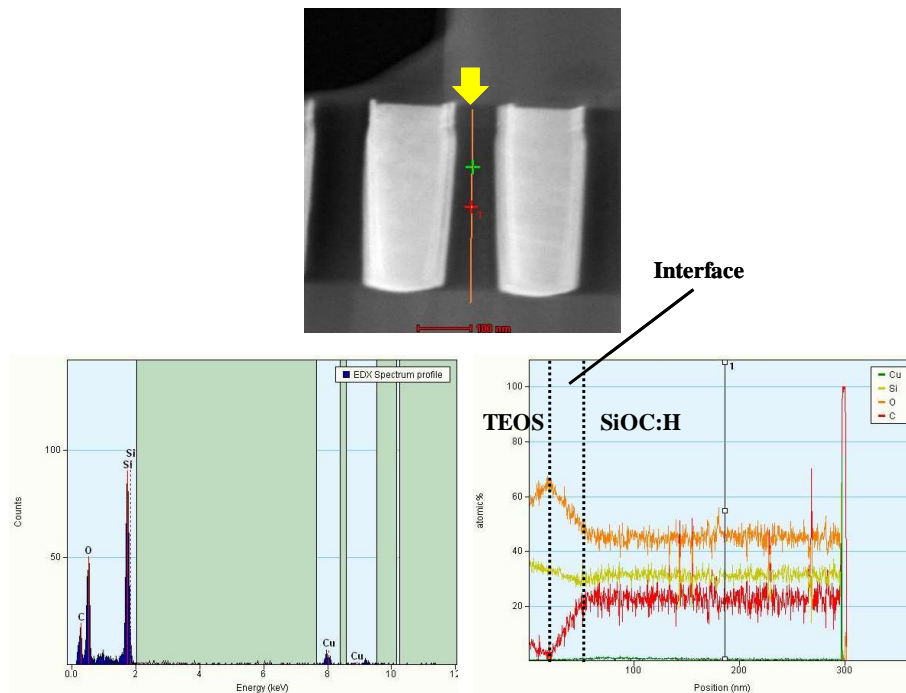 1
100 nm
Interface
EDX Spectrum profile
Counts
100
50
Si
Si
O
C
Cu
Cu
0
2
4
6
8
10
12
Energy (keV)
1
Cu
Si
O
C
TEOS
SiOC:H
atomic%
100
80
60
40
20
100
200
300
Position (nm)